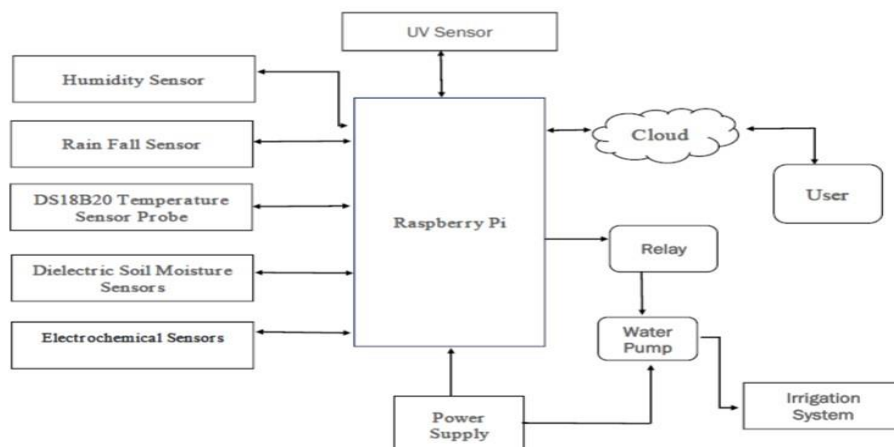 UV Sensor
Humidity Sensor
Rain Fall Sensor
DS18B20 Temperature
Sensor Probe
Dielectric Soil Moisture
Sensors
Electrochemical Sensors
Raspberry Pi
Cloud
User
Relay
Water
Pump
Irrigation
System
Power
Supply